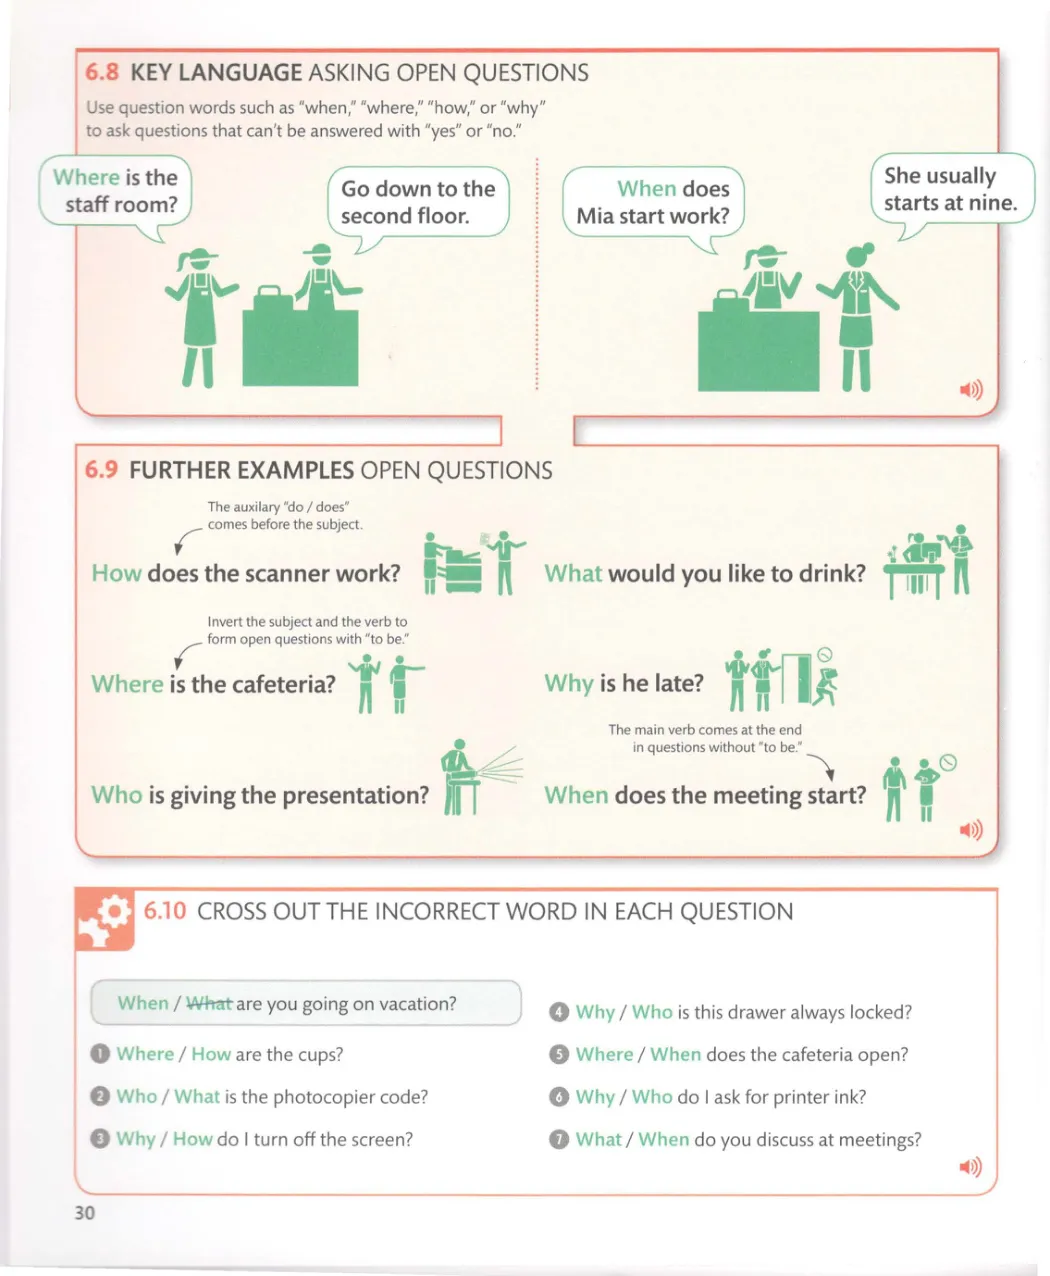 6.8 KEY LANGUAGE ASKING OPEN QUESTIONS
Use question words such as "when," "where," "how," or "why"
to ask questions that can't be answered with "yes" or "no."
Where is the
staff room?
Go down to the
second floor.
When does
Mia start work?
She usually
starts at nine.
6.9 FURTHER EXAMPLES OPEN QUESTIONS
The auxilary "do / does"
comes before the subject.
How does the scanner work?
What would you like to drink?
Invert the subject and the verb to
form open questions with "to be."
Where is the cafeteria?
Why is he late?
The main verb comes at the end
in questions without "to be."
Who is giving the presentation?
When does the meeting start?
6.10 CROSS OUT THE INCORRECT WORD IN EACH QUESTION
When / What are you going on vacation?
1 Where / How are the cups?
2 Who / What is the photocopier code?
3 Why / How do I turn off the screen?
4 Why / Who is this drawer always locked?
5 Where / When does the cafeteria open?
6 Why / Who do I ask for printer ink?
7 What / When do you discuss at meetings?
30